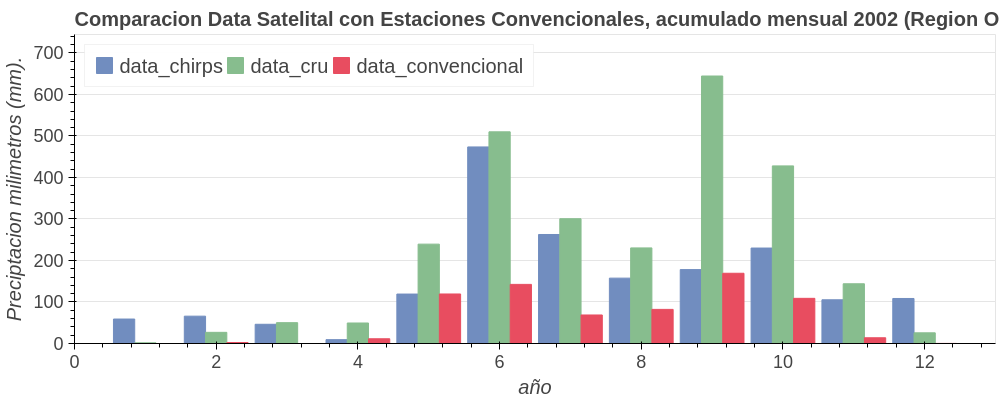 Comparacion Data Satelital con Estaciones Convencionales, acumulado mensual 2002 (Region O
data_chirps data_cru data_convencional
Preciptacion milimetros (mm).
700
600
500
400
300
200
100
0
0 2 4 6 8 10 12
año